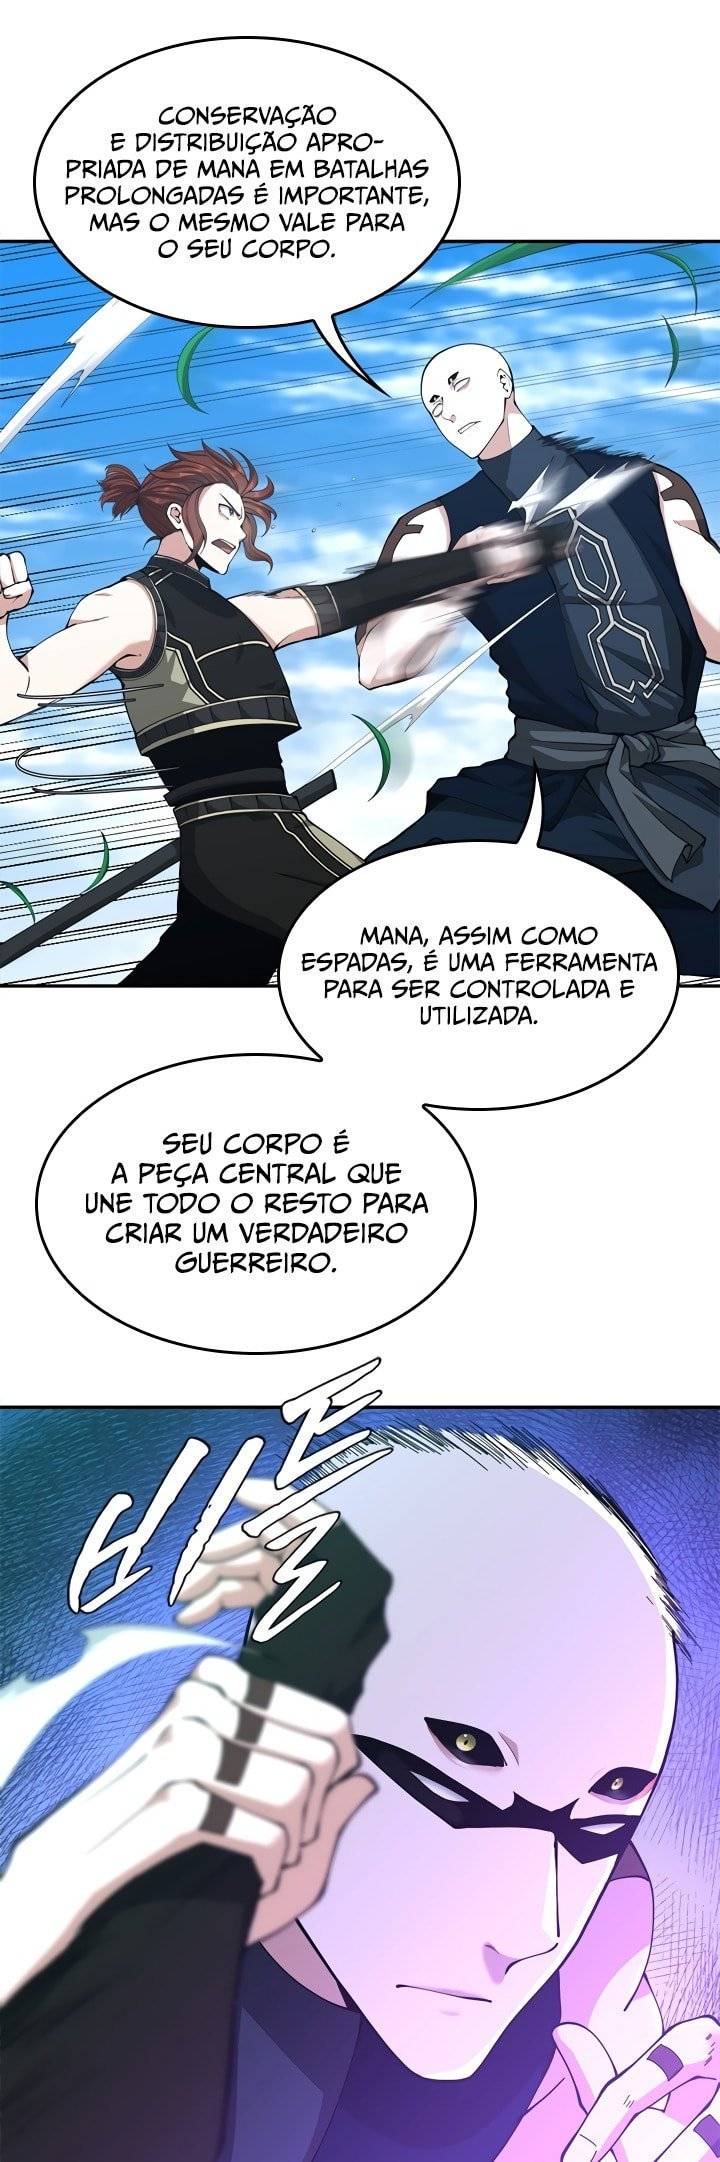 CONSERVAÇÃO
E DISTRIBUIÇÃO APRO-
PRIADA DE MANA EM BATALHAS
PROLONGADAS É IMPORTANTE,
MAS O MESMO VALE PARA
O SEU CORPO.
MANA, ASSIM COMO
ESPADAS, É UMA FERRAMENTA
PARA SER CONTROLADA E
UTILIZADA.
SEU CORPO É
A PEÇA CENTRAL QUE
UNE TODO O RESTO PARA
CRIAR UM VERDADEIRO
GUERREIRO.
비틀